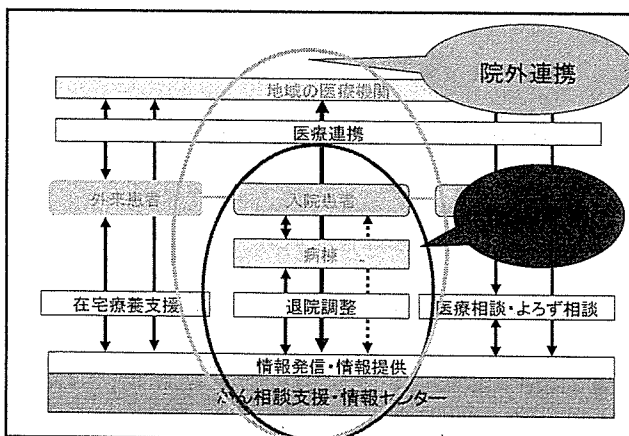 院外連携
地域の医療機関
医療連携
外来患者
入院患者
病棟
在宅療養支援
退院調整
医療相談・よろず相談
情報発信・情報提供
がん相談支援・情報センター